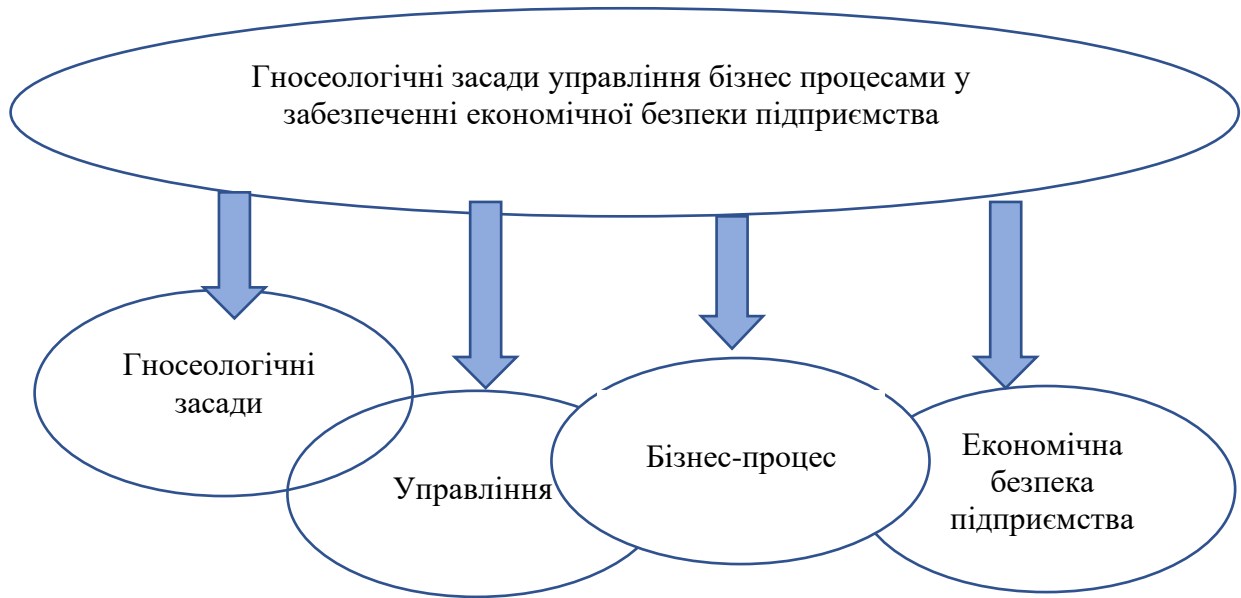 Гносеологічні засади управління бізнес процесами у
забезпеченні економічної безпеки підприємства
Гносеологічні
засади
Управління
Бізнес-процес
Економічна
безпека
підприємства